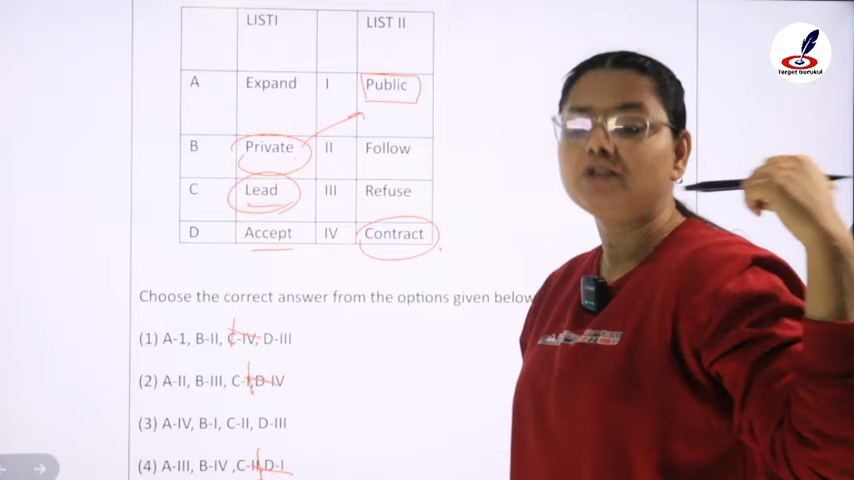 LISTI LIST II
A Expand I Public
B Private II Follow
C Lead III Refuse
D Accept IV Contract
Choose the correct answer from the options given below
(1) A-1, B-II, C-IV, D-III
(2) A-II, B-III, C-I, D-IV
(3) A-IV, B-I, C-II, D-III
(4) A-III, B-IV ,C-II, D-I
Target Gurukul